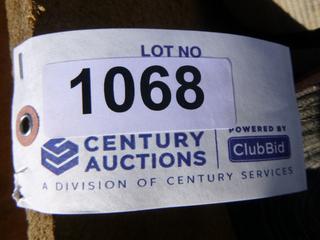 LOT NO
1068
CENTURY
AUCTIONS
POWERED BY
ClubBid
A DIVISION OF CENTURY SERVICES